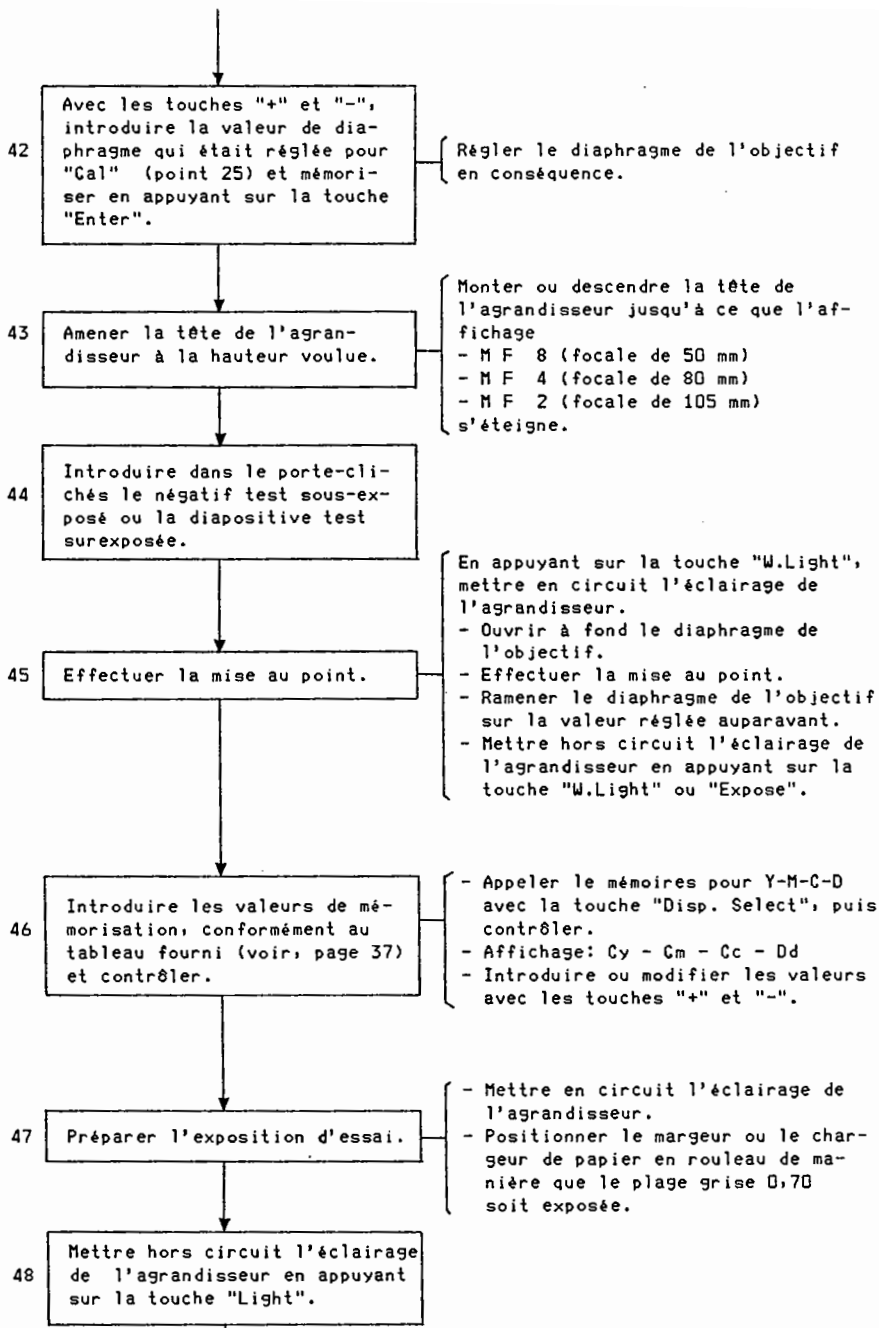 42
Avec les touches "+" et "-",
introduire la valeur de dia-
phragme qui était réglée pour
"Cal" (point 25) et mémori-
ser en appuyant sur la touche
"Enter".
Régler le diaphragme de l'objectif
en conséquence.
43
Amener la tête de l'agran-
disseur à la hauteur voulue.
Monter ou descendre la tête de
l'agrandisseur jusqu'à ce que l'af-
fichage
- M F 8 (focale de 50 mm)
- M F 4 (focale de 80 mm)
- M F 2 (focale de 105 mm)
s'éteigne.
44
Introduire dans le porte-cli-
chés le négatif test sous-ex-
posé ou la diapositive test
surexposée.
45
Effectuer la mise au point.
En appuyant sur la touche "W.Light",
mettre en circuit l'éclairage de
l'agrandisseur.
- Ouvrir à fond le diaphragme de
l'objectif.
- Effectuer la mise au point.
- Ramener le diaphragme de l'objectif
sur la valeur réglée auparavant.
- Mettre hors circuit l'éclairage de
l'agrandisseur en appuyant sur la
touche "W.Light" ou "Expose".
46
Introduire les valeurs de mé-
morisation, conformément au
tableau fourni (voir, page 37)
et contrôler.
- Appeler le mémoires pour Y-M-C-D
avec la touche "Disp. Select", puis
contrôler.
- Affichage: Cy - Cm - Cc - Dd
- Introduire ou modifier les valeurs
avec les touches "+" et "-".
47
Préparer l'exposition d'essai.
- Mettre en circuit l'éclairage de
l'agrandisseur.
- Positionner le margeur ou le char-
geur de papier en rouleau de ma-
nière que le plage grise 0,70
soit exposée.
48
Mettre hors circuit l'éclairage
de l'agrandisseur en appuyant
sur la touche "Light".